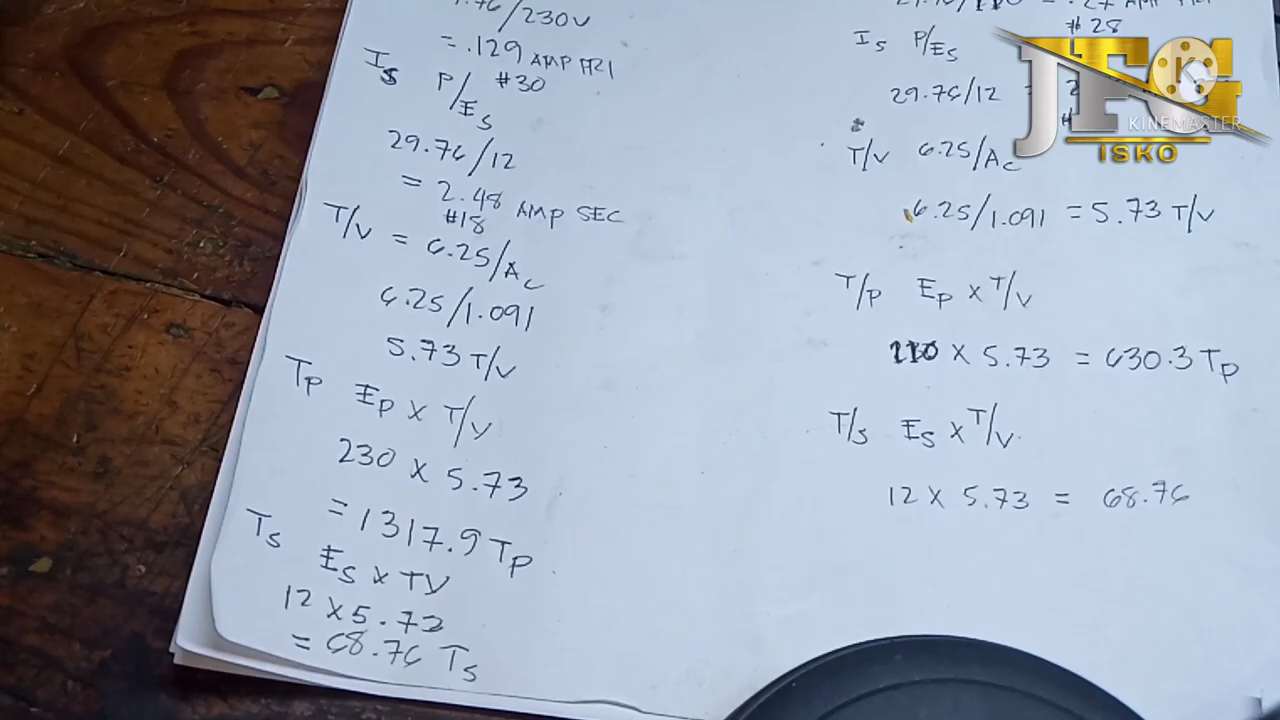 /230V
= .129 AMP PRI
#30
IS P/ES
29.76/12
= 2.48 AMP SEC
#18
T/V = 6.25/AC
6.25/1.091
5.73 T/V
TP EP X T/V
230 X 5.73
= 1317.9 TP
TS ES X TV
12 X 5.73
= 68.76 TS
#28
IS P/ES
29.76/12 =
T/V 6.25/AC
6.25/1.091 = 5.73 T/V
T/P EP X T/V
110 X 5.73 = 630.3 TP
T/S ES X T/V
12 X 5.73 = 68.76
JFG
KINEMASTER
ISKO